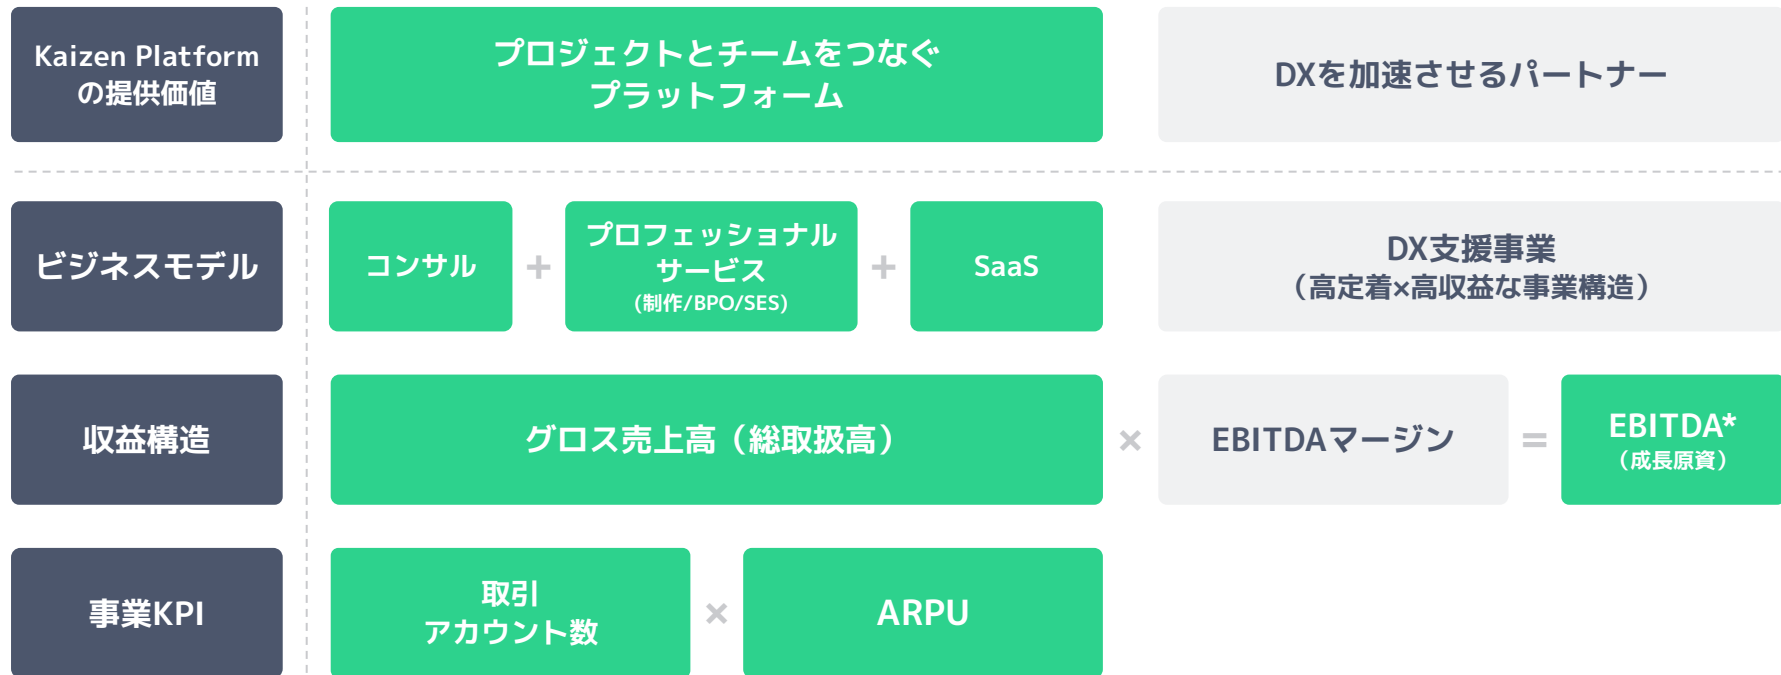 Kaizen Platform
の提供価値
プロジェクトとチームをつなぐ
プラットフォーム
DXを加速させるパートナー
ビジネスモデル
コンサル
+
プロフェッショナル
サービス
(制作/BPO/SES)
+
SaaS
DX支援事業
（高定着×高収益な事業構造）
収益構造
グロス売上高（総取扱高）
×
EBITDAマージン
=
EBITDA*
（成長原資）
事業KPI
取引
アカウント数
×
ARPU